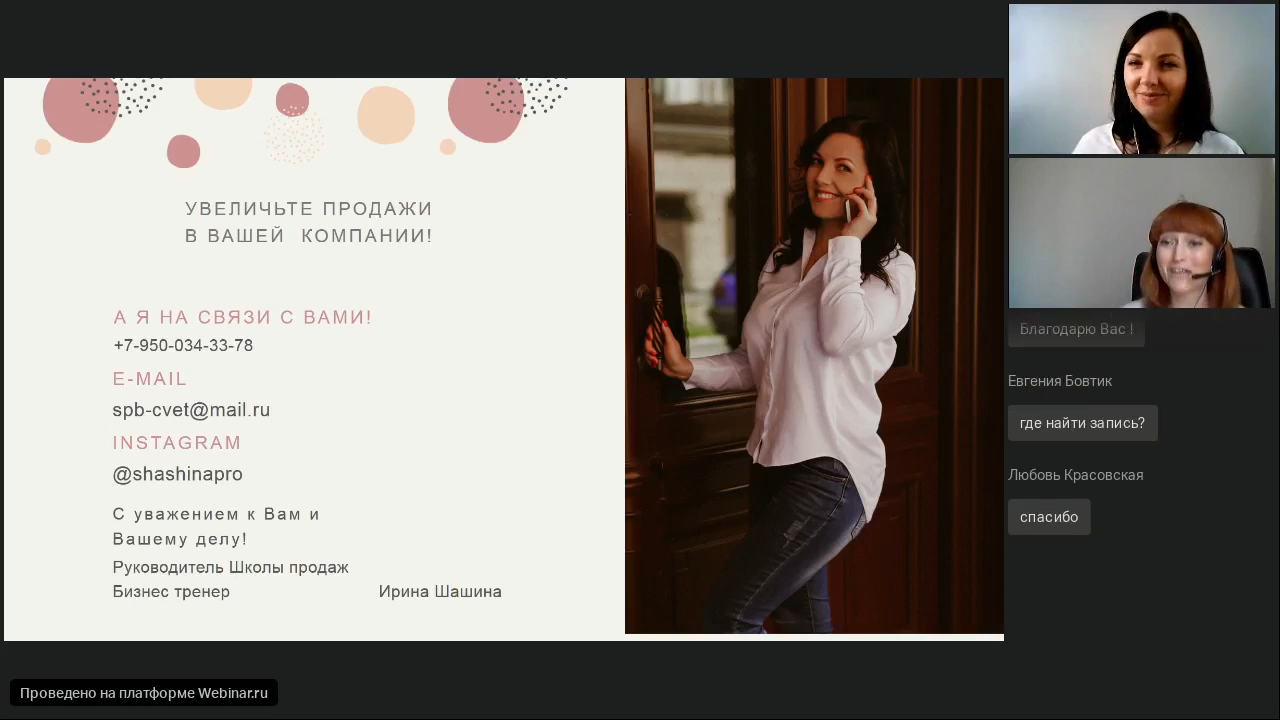 УВЕЛИЧЬТЕ ПРОДАЖИ
В ВАШЕЙ КОМПАНИИ!
А Я НА СВЯЗИ С ВАМИ!
+7-950-034-33-78
E-MAIL
spb-cvet@mail.ru
INSTAGRAM
@shashinapro
С уважением к Вам и
Вашему делу!
Руководитель Школы продаж
Бизнес тренер Ирина Шашина
Благодарю Вас !
Евгения Бовтик
где найти запись?
Любовь Красовская
спасибо
Проведено на платформе Webinar.ru